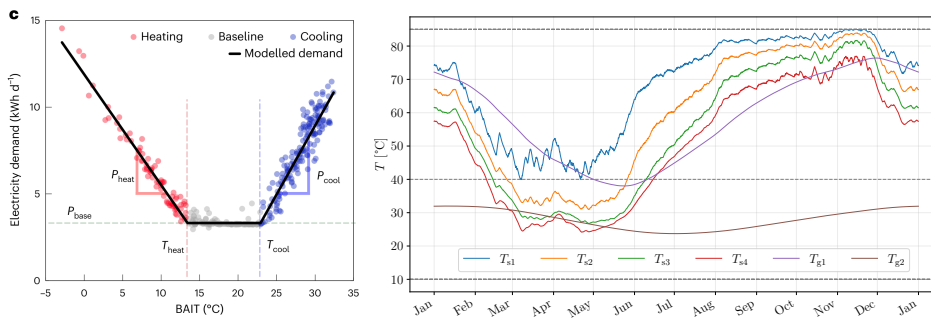 c
Heating Baseline Cooling
Modelled demand
Electricity demand (kWh d⁻¹)
15
10
5
0
P_heat
P_cool
P_base
T_heat
T_cool
−5 0 5 10 15 20 25 30 35
BAIT (°C)
T [°C]
80
70
60
50
40
30
20
10
T_s1 T_s2 T_s3 T_s4 T_g1 T_g2
Jan Feb Mar Apr May Jun Jul Aug Sep Oct Nov Dec Jan